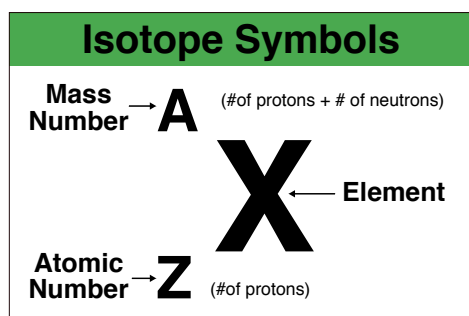 Isotope Symbols
Mass
Number
A
(#of protons + # of neutrons)
X
Element
Atomic
Number
Z
(#of protons)